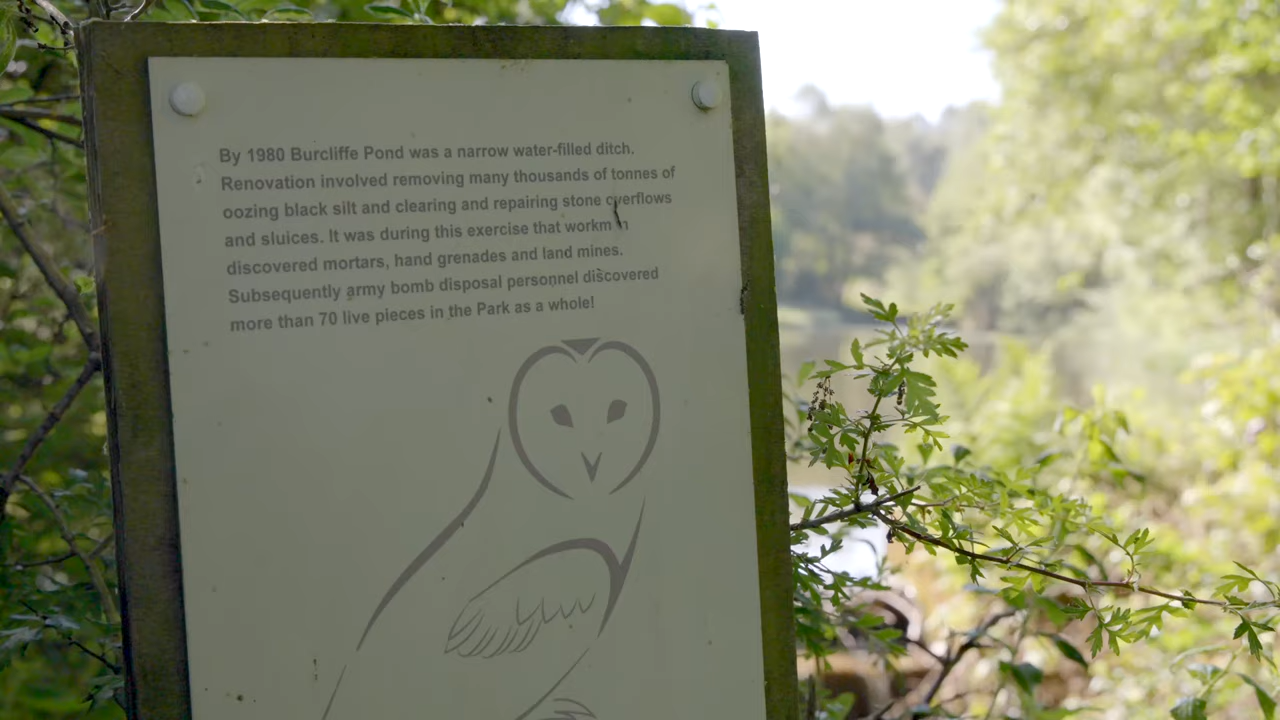 By 1980 Burcliffe Pond was a narrow water-filled ditch.
Renovation involved removing many thousands of tonnes of
oozing black silt and clearing and repairing stone overflows
and sluices. It was during this exercise that workmen
discovered mortars, hand grenades and land mines.
Subsequently army bomb disposal personnel discovered
more than 70 live pieces in the Park as a whole!